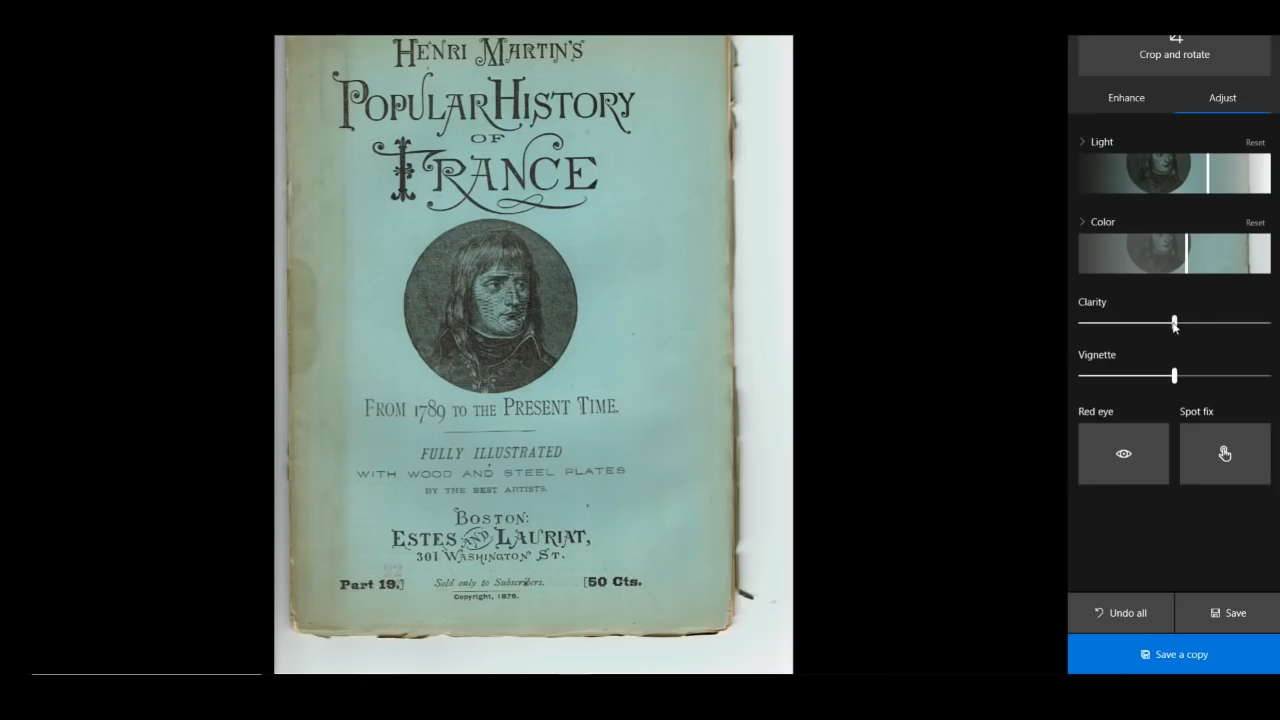 HENRI MARTIN'S
POPULAR HISTORY
OF
FRANCE
FROM 1789 TO THE PRESENT TIME.
FULLY ILLUSTRATED
WITH WOOD AND STEEL PLATES
BY THE BEST ARTISTS.
BOSTON:
ESTES AND LAURIAT,
301 WASHINGTON ST.
Part 19.]
Sold only to Subscribers.
[50 Cts.
Copyright, 1876.
Crop and rotate
Enhance
Adjust
Light
Reset
Color
Reset
Clarity
Vignette
Red eye
Spot fix
Undo all
Save
Save a copy